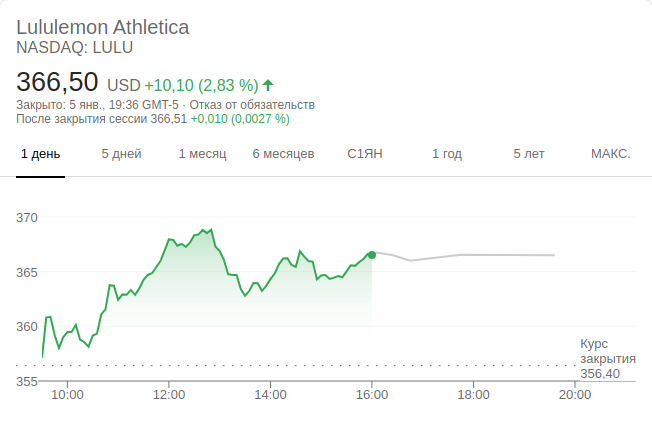 Lululemon Athletica
NASDAQ: LULU
366,50 USD +10,10 (2,83 %)
Закрыто: 5 янв., 19:36 GMT-5 · Отказ от обязательств
После закрытия сессии 366,51 +0,010 (0,0027 %)
1 день 5 дней 1 месяц 6 месяцев С1ЯН 1 год 5 лет МАКС.
370
365
360
Курс
закрытия
356,40
355
10:00 12:00 14:00 16:00 18:00 20:00